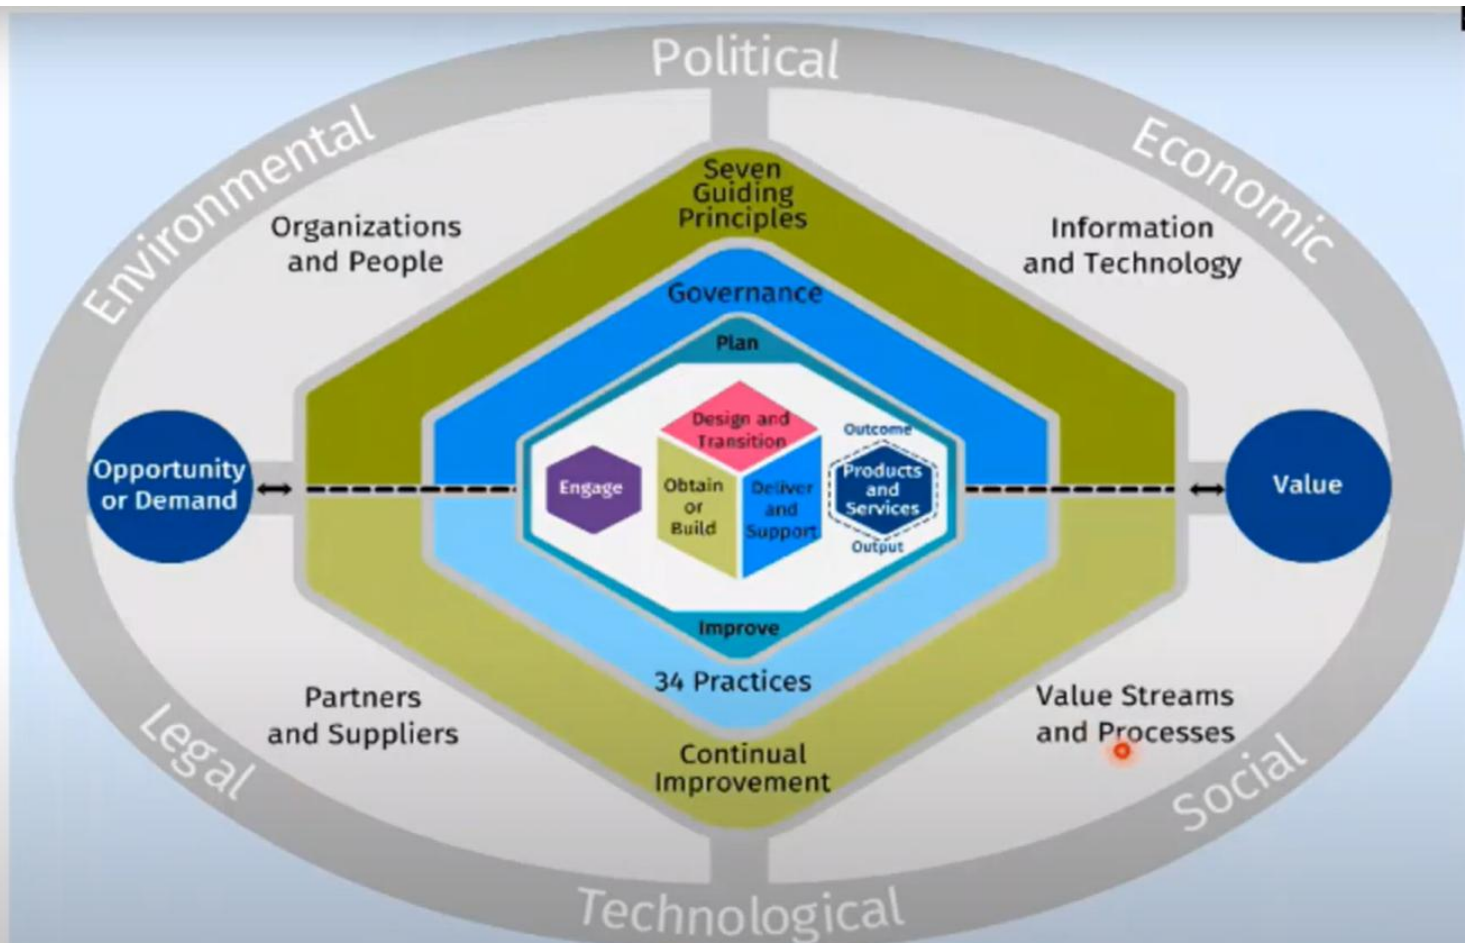 Political
Environmental
Economic
Seven
Guiding
Principles
Organizations
and People
Information
and Technology
Governance
Plan
Design and
Transition
Outcome
Opportunity
or Demand
Engage
Obtain
or
Build
Deliver
and
Support
Products
and
Services
Value
Output
Improve
34 Practices
Partners
and Suppliers
Value Streams
and Processes
Continual
Improvement
Legal
Social
Technological